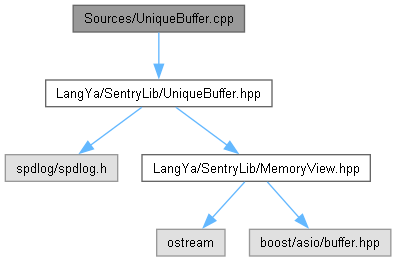 Sources/UniqueBuffer.cpp
LangYa/SentryLib/UniqueBuffer.hpp
spdlog/spdlog.h
LangYa/SentryLib/MemoryView.hpp
ostream
boost/asio/buffer.hpp